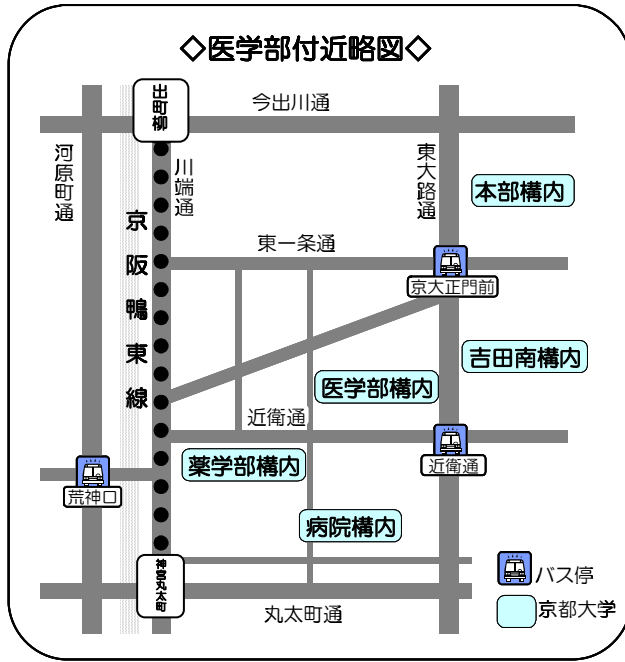 ◇医学部付近略図◇
出町柳
今出川通
河原町通
川端通
東大路通
本部構内
京阪鴨東線
東一条通
京大正門前
吉田南構内
医学部構内
近衛通
近衛通
薬学部構内
荒神口
病院構内
神宮丸太町
バス停
丸太町通
京都大学